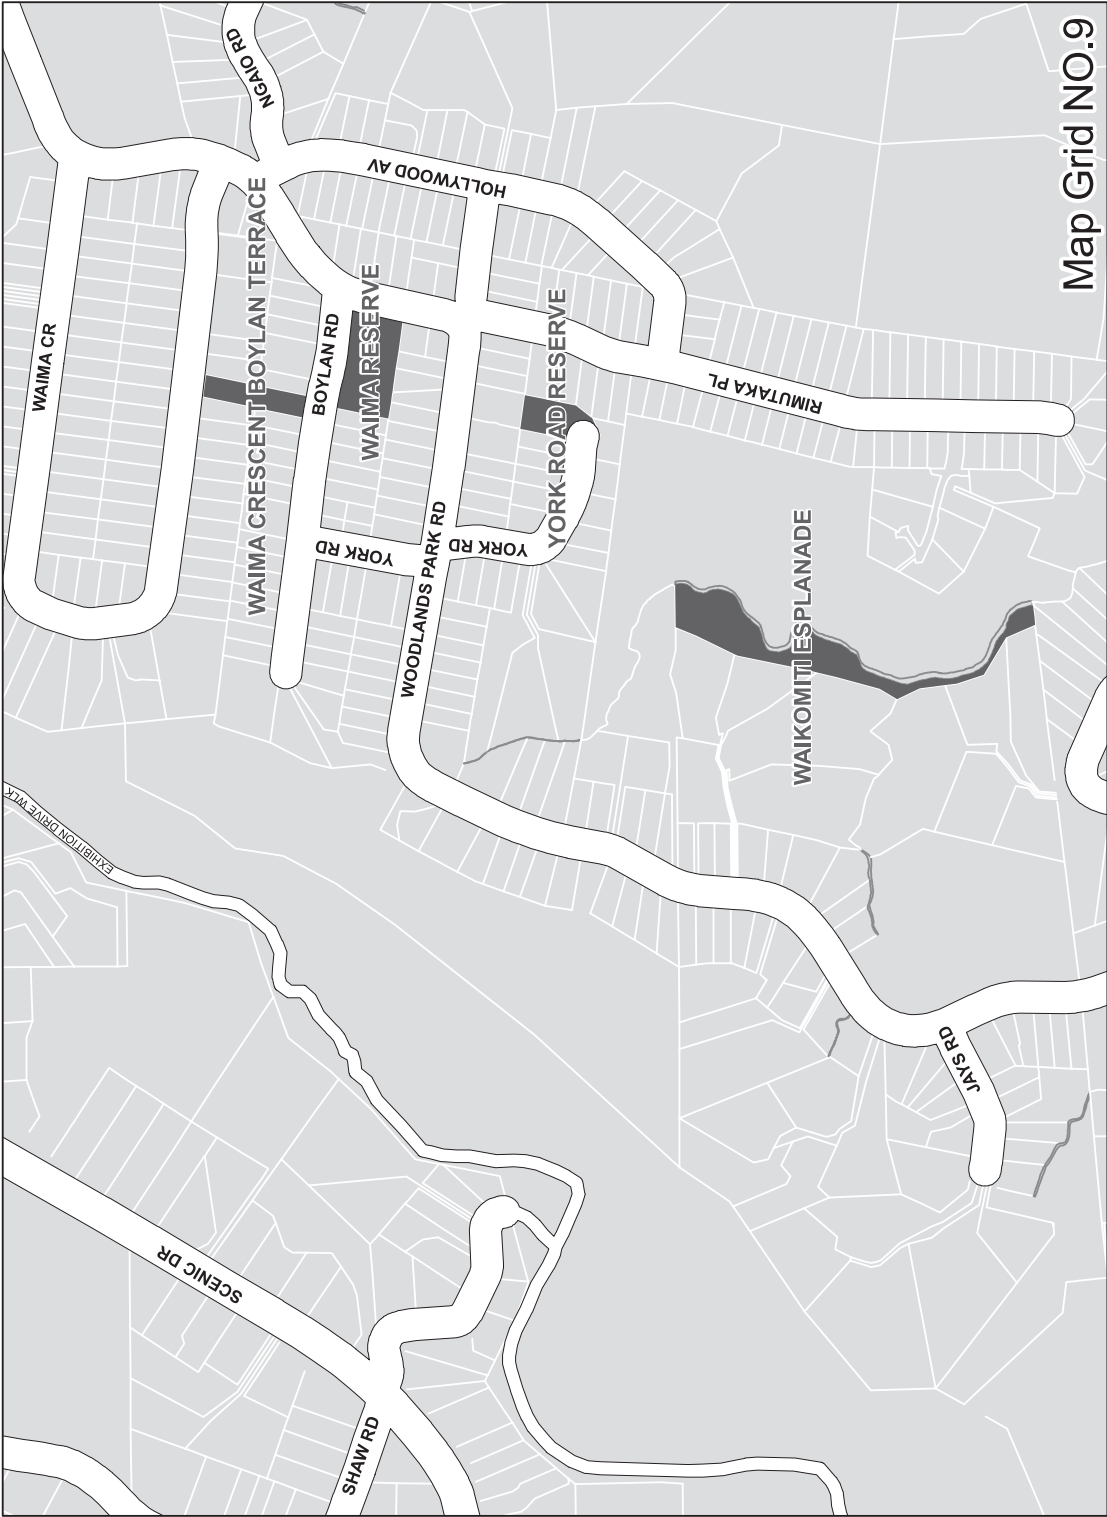 Map Grid NO.9
NGAIO RD
HOLLYWOOD AV
WAIMA CR
WAIMA CRESCENT BOYLAN TERRACE
BOYLAN RD
WAIMA RESERVE
YORK ROAD RESERVE
RIMUTAKA PL
YORK RD
YORK RD
WOODLANDS PARK RD
WAIKOMITI ESPLANADE
EXHIBITION DRIVE WLK
JAYS RD
SCENIC DR
SHAW RD